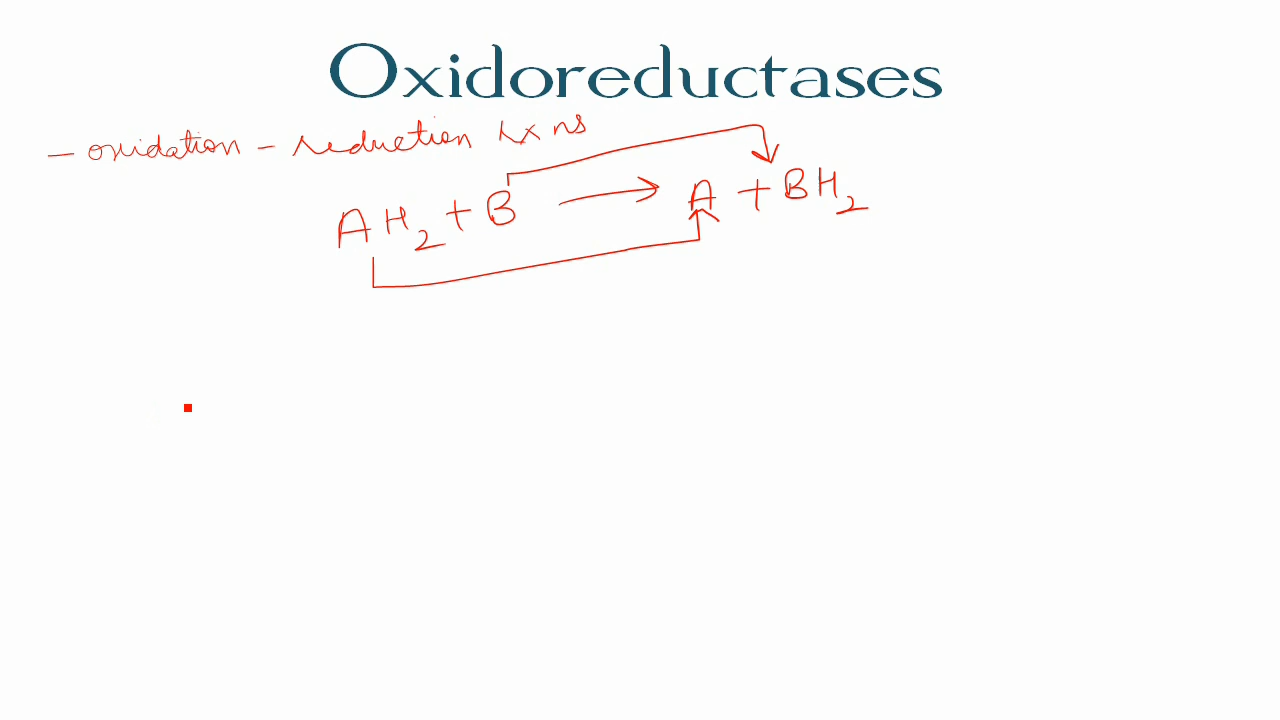 Oxidoreductases
- oxidation - reduction rxns
AH2 + B → A + BH2